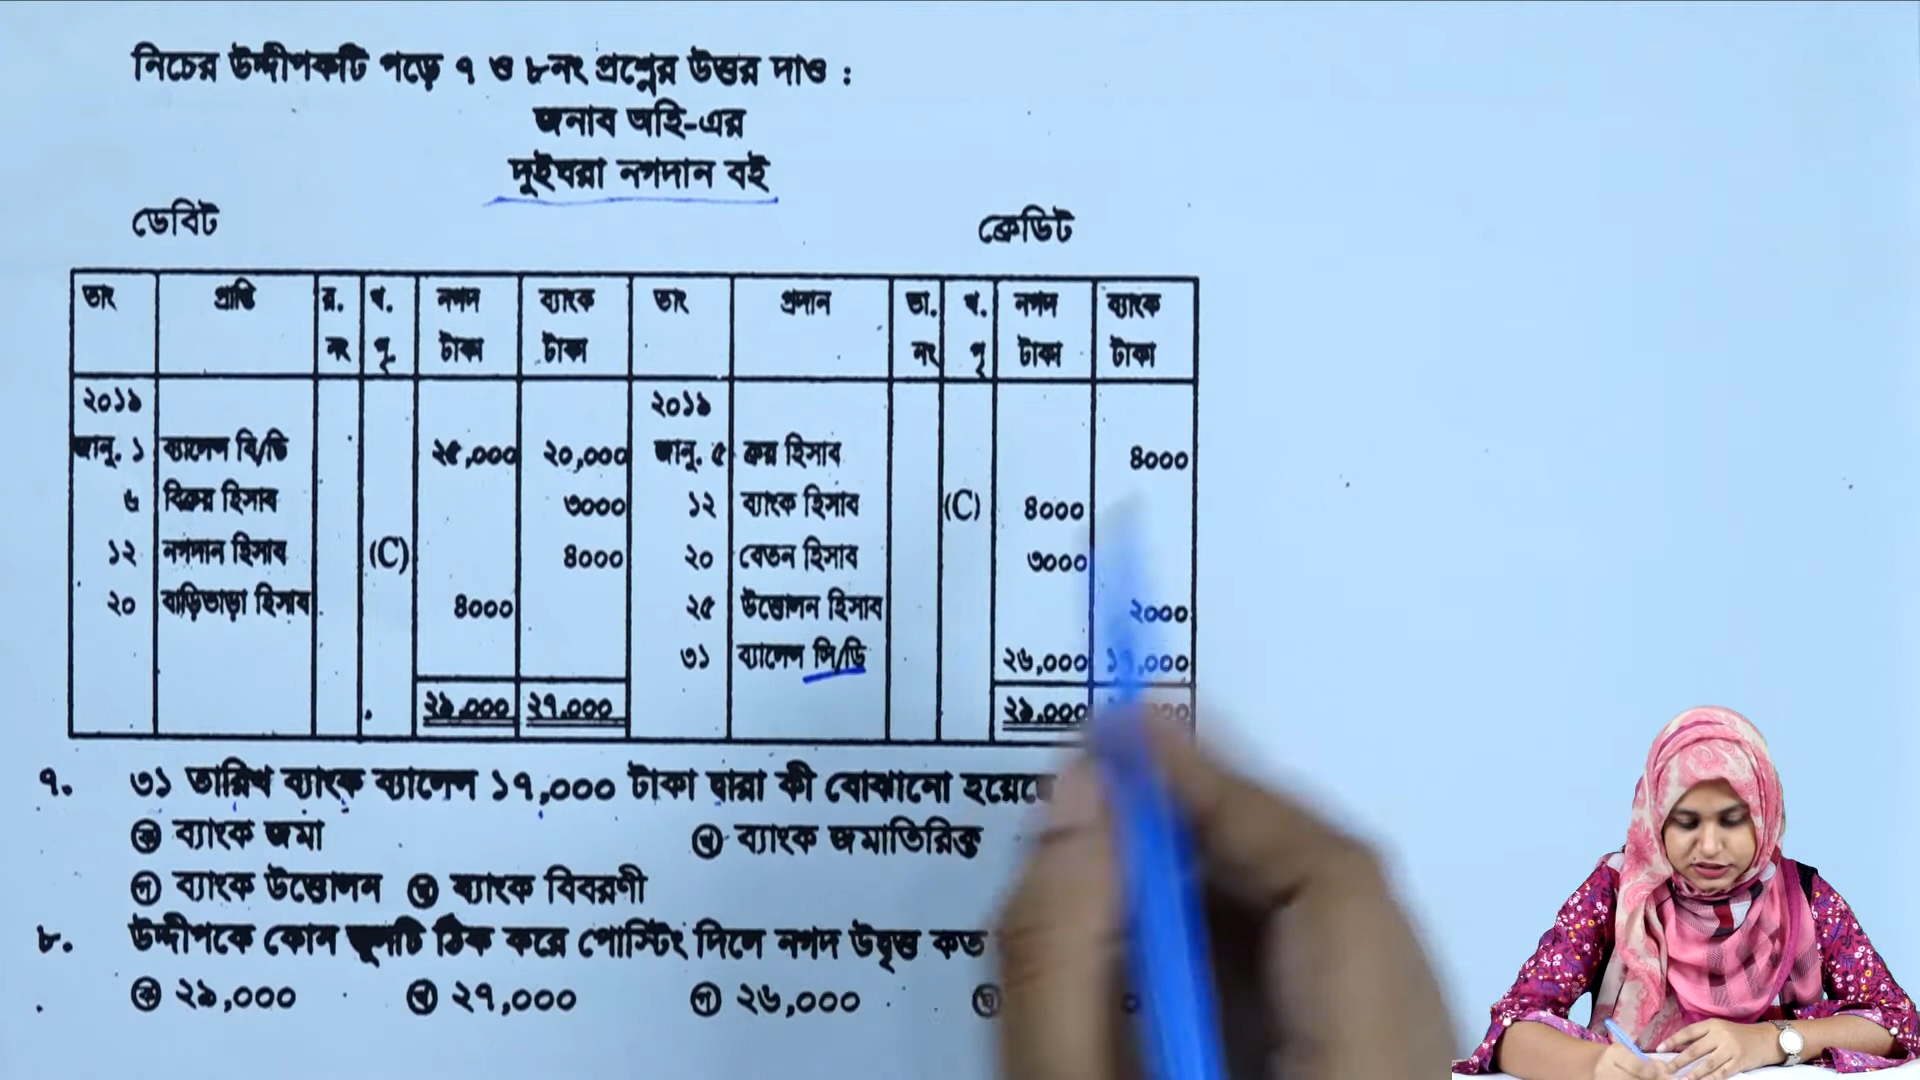 নিচের উদ্দীপকটি পড়ে ৭ ও ৮নং প্রশ্নের উত্তর দাও :
জনাব অহি-এর
দুইঘরা নগদান বই
ডেবিট ক্রেডিট
তাং প্রাপ্তি র. খ. নগদ ব্যাংক তাং প্রদান ভা. খ. নগদ ব্যাংক
নং পৃ টাকা টাকা নং পৃ টাকা টাকা
২০১৯ ২০১৯
জানু. ১ ব্যালেন্স বি/ডি ২৫,০০০ ২০,০০০ জানু. ৫ ক্রয় হিসাব ৪০০০
৬ বিক্রয় হিসাব ৩০০০ ১২ ব্যাংক হিসাব (C) ৪০০০
১২ নগদান হিসাব (C) ৪০০০ ২০ বেতন হিসাব ৩০০০
২০ বাড়িভাড়া হিসাব ৪০০০ ২৫ উত্তোলন হিসাব ২০০০
৩১ ব্যালেন্স সি/ডি ২৬,০০০
২৯,০০০ ২৭,০০০ ২৯,০০০
৭. ৩১ তারিখ ব্যাংক ব্যালেন্স ১৭,০০০ টাকা দ্বারা কী বোঝানো
ক ব্যাংক জমা খ ব্যাংক জমাতিরিক্ত
গ ব্যাংক উত্তোলন ঘ ব্যাংক বিবরণী
৮. উদ্দীপকে কোন ভুলটি ঠিক করে পোস্টিং দিলে নগদ উদ্বৃত্ত কত
ক ২৯,০০০ খ ২৭,০০০ গ ২৬,০০০ ঘ